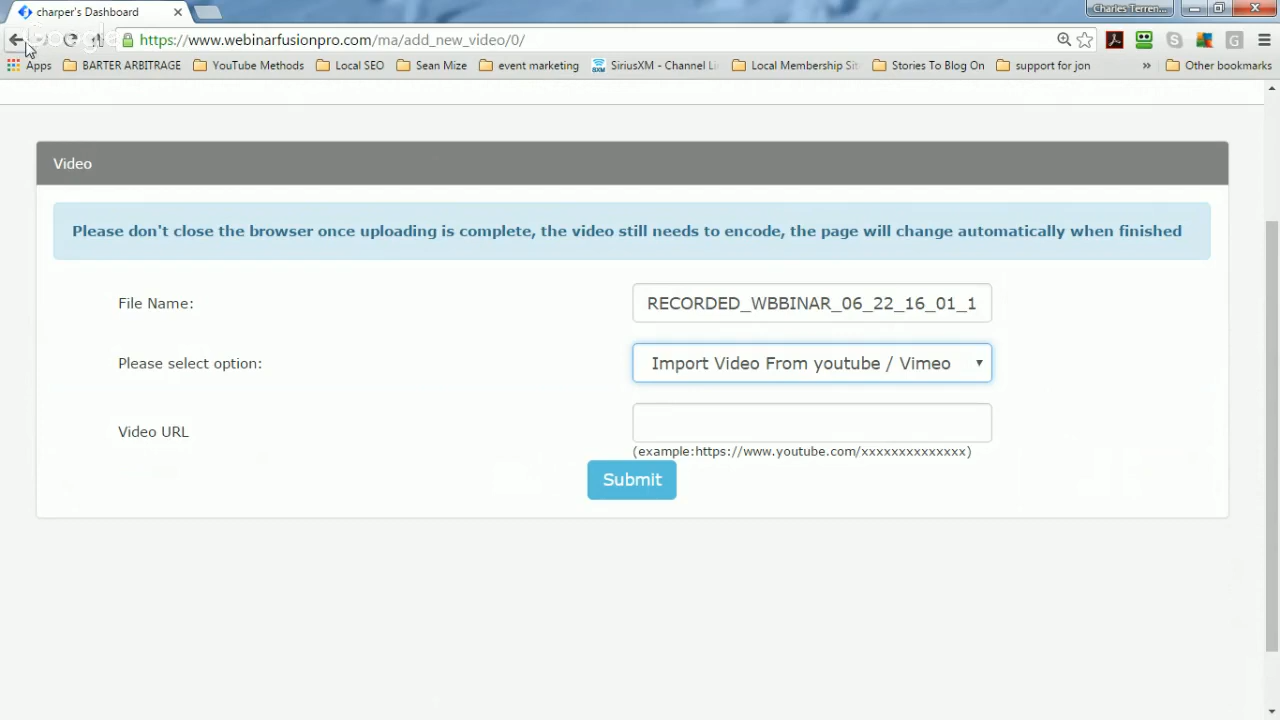 charper's Dashboard
Charles Terren...
https://www.webinarfusionpro.com/ma/add_new_video/0/
Apps BARTER ARBITRAGE YouTube Methods Local SEO Sean Mize event marketing SiriusXM - Channel Li Local Membership Sit Stories To Blog On support for jon » Other bookmarks
Video
Please don't close the browser once uploading is complete, the video still needs to encode, the page will change automatically when finished
File Name: RECORDED_WBBINAR_06_22_16_01_1
Please select option: Import Video From youtube / Vimeo
Video URL
(example:https://www.youtube.com/xxxxxxxxxxxxxx)
Submit